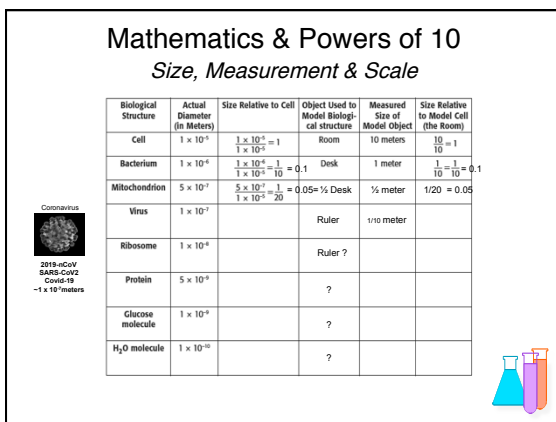 Mathematics & Powers of 10
Size, Measurement & Scale
Biological Structure | Actual Diameter (in Meters) | Size Relative to Cell | Object Used to Model Biologi-cal structure | Measured Size of Model Object | Size Relative to Model Cell (the Room)
Cell | 1 × 10⁻⁵ | 1 × 10⁻⁵ / 1 × 10⁻⁵ = 1 | Room | 10 meters | 10/10 = 1
Bacterium | 1 × 10⁻⁶ | 1 × 10⁻⁶ / 1 × 10⁻⁵ = 1/10 = 0.1 | Desk | 1 meter | 1/10 = 1/10 = 0.1
Mitochondrion | 5 × 10⁻⁷ | 5 × 10⁻⁷ / 1 × 10⁻⁵ = 1/20 = 0.05 | = ½ Desk | ½ meter | 1/20 = 0.05
Virus | 1 × 10⁻⁷ | Ruler | 1/10 meter
Ribosome | 1 × 10⁻⁸ | Ruler ?
Protein | 5 × 10⁻⁹ | ?
Glucose molecule | 1 × 10⁻⁹ | ?
H₂O molecule | 1 × 10⁻¹⁰ | ?
Coronavirus
2019-nCoV
SARS-CoV2
Covid-19
~1 x 10⁻⁷meters